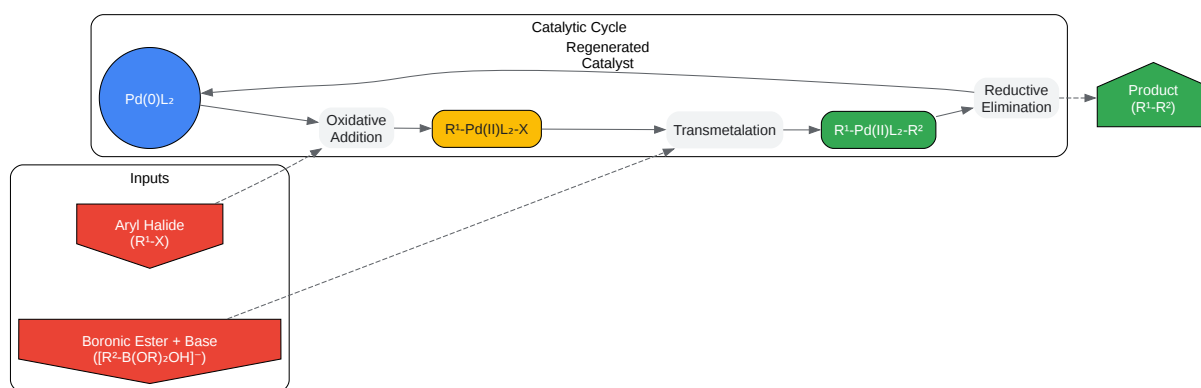 Catalytic Cycle
Regenerated
Catalyst
Pd(0)L₂
Oxidative
Addition
R¹-Pd(II)L₂-X
Transmetalation
R¹-Pd(II)L₂-R²
Reductive
Elimination
Product
(R¹-R²)
Inputs
Aryl Halide
(R¹-X)
Boronic Ester + Base
([R²-B(OR)₂OH]⁻)